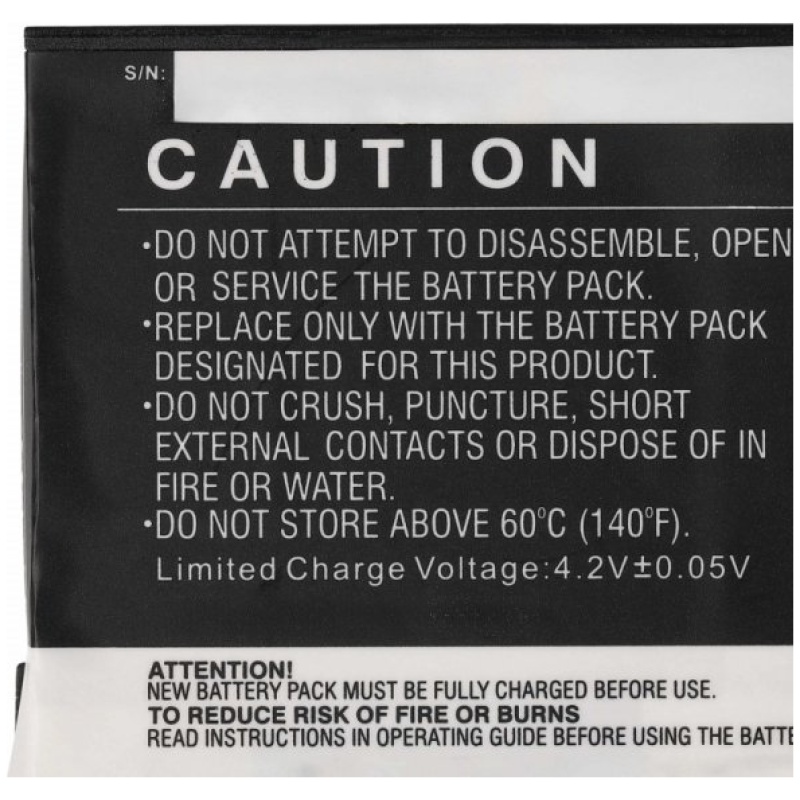 S/N:
CAUTION
•DO NOT ATTEMPT TO DISASSEMBLE, OPEN
OR SERVICE THE BATTERY PACK.
•REPLACE ONLY WITH THE BATTERY PACK
DESIGNATED FOR THIS PRODUCT.
•DO NOT CRUSH, PUNCTURE, SHORT
EXTERNAL CONTACTS OR DISPOSE OF IN
FIRE OR WATER.
•DO NOT STORE ABOVE 60°C (140°F).
Limited Charge Voltage:4.2V±0.05V
ATTENTION!
NEW BATTERY PACK MUST BE FULLY CHARGED BEFORE USE.
TO REDUCE RISK OF FIRE OR BURNS
READ INSTRUCTIONS IN OPERATING GUIDE BEFORE USING THE BATTE